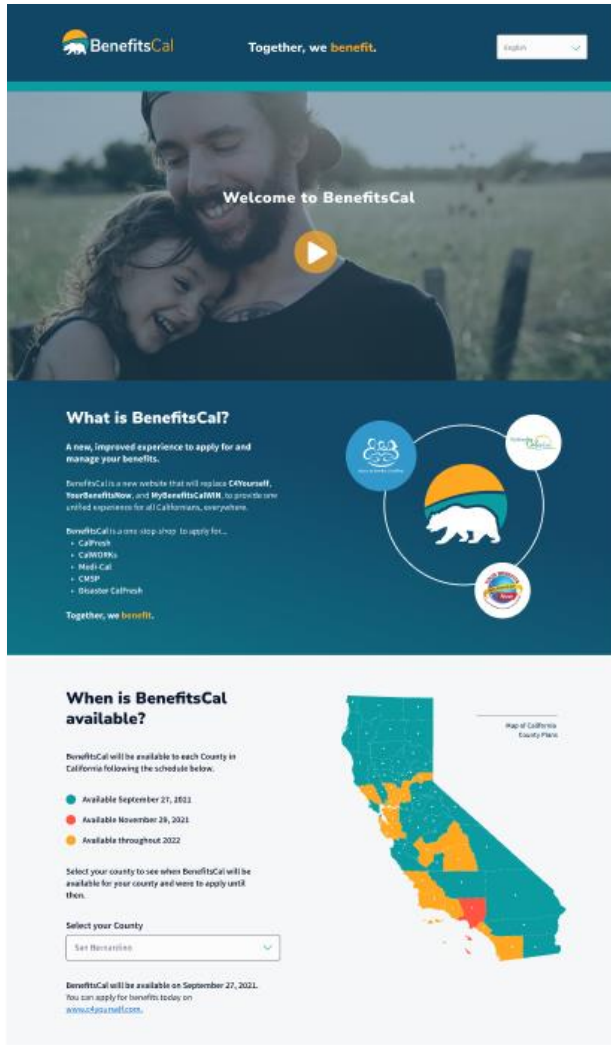 BenefitsCal
Together, we benefit.
English
Welcome to BenefitsCal
What is BenefitsCal?
A new, improved experience to apply for and
manage your benefits.
BenefitsCal is a new website that will replace C4Yourself,
YourBenefitsNow, and MyBenefitsCalWIN, to provide one
unified experience for all Californians, everywhere.
BenefitsCal is a one-stop-shop to apply for...
• CalFresh
• CalWORKs
• Medi-Cal
• CMSP
• Disaster CalFresh
Together, we benefit.
When is BenefitsCal
available?
BenefitsCal will be available to each County in
California following the schedule below.
Available September 27, 2021
Available November 29, 2021
Available throughout 2022
Select your county to see when BenefitsCal will be
available for your county and were to apply until
then.
Select your County
San Bernardino
BenefitsCal will be available on September 27, 2021.
You can apply for benefits today on
www.c4yourself.com.
Map of California
County Plans